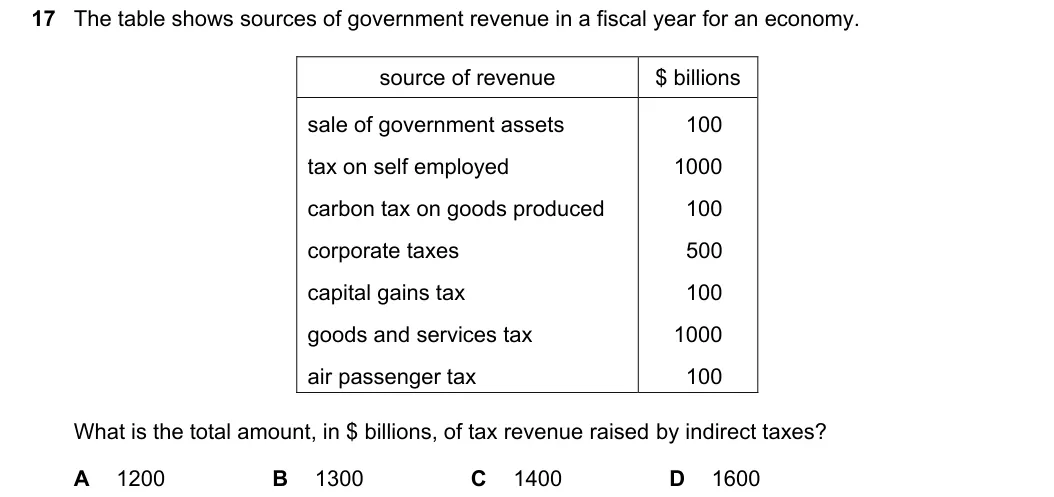 17 The table shows sources of government revenue in a fiscal year for an economy.
source of revenue $ billions
sale of government assets 100
tax on self employed 1000
carbon tax on goods produced 100
corporate taxes 500
capital gains tax 100
goods and services tax 1000
air passenger tax 100
What is the total amount, in $ billions, of tax revenue raised by indirect taxes?
A 1200 B 1300 C 1400 D 1600